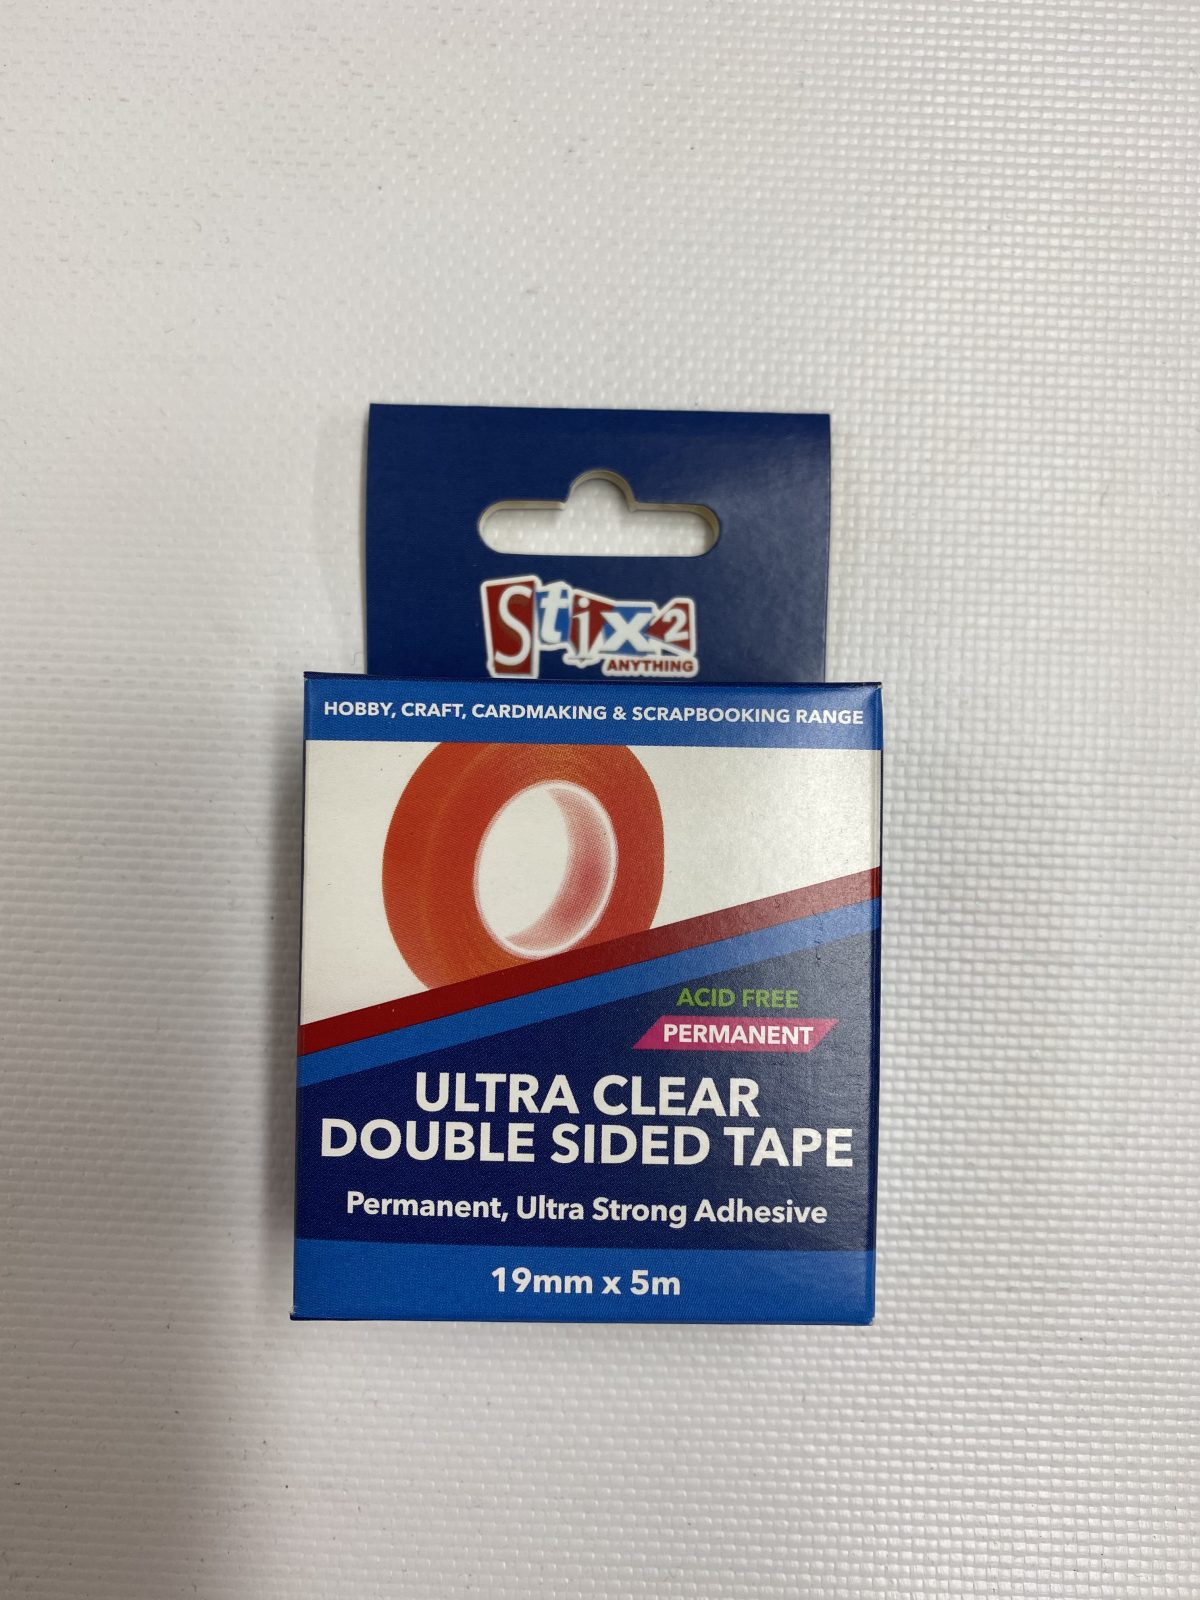 Stix2
ANYTHING
HOBBY, CRAFT, CARDMAKING & SCRAPBOOKING RANGE
ACID FREE
PERMANENT
ULTRA CLEAR
DOUBLE SIDED TAPE
Permanent, Ultra Strong Adhesive
19mm x 5m